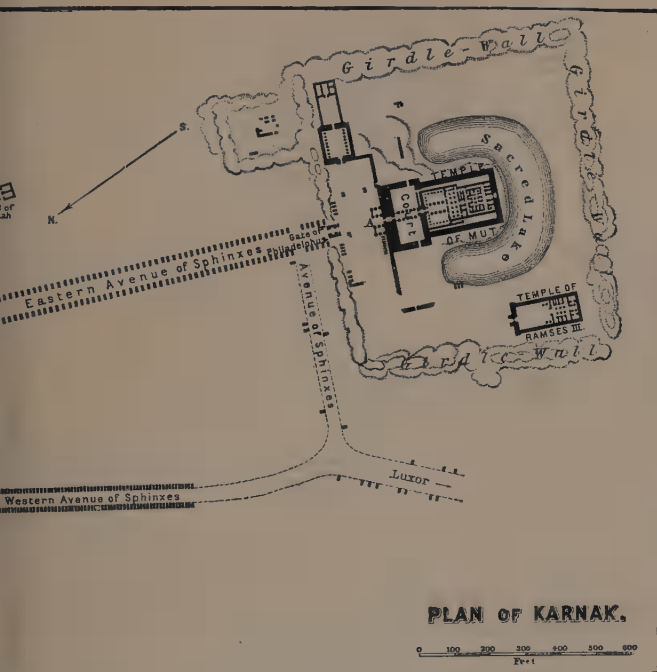 Girdle-Wall
Girdle Wall
S.
N.
F
Sacred Lake
TEMPLE
OF MUT
Court
A
Gate of
Philadelphus
Eastern Avenue of Sphinxes
Avenue of Sphinxes
TEMPLE OF
RAMSES III.
Girdle-Wall
Luxor
Western Avenue of Sphinxes
PLAN OF KARNAK.
0 100 200 300 400 500 600
Feet